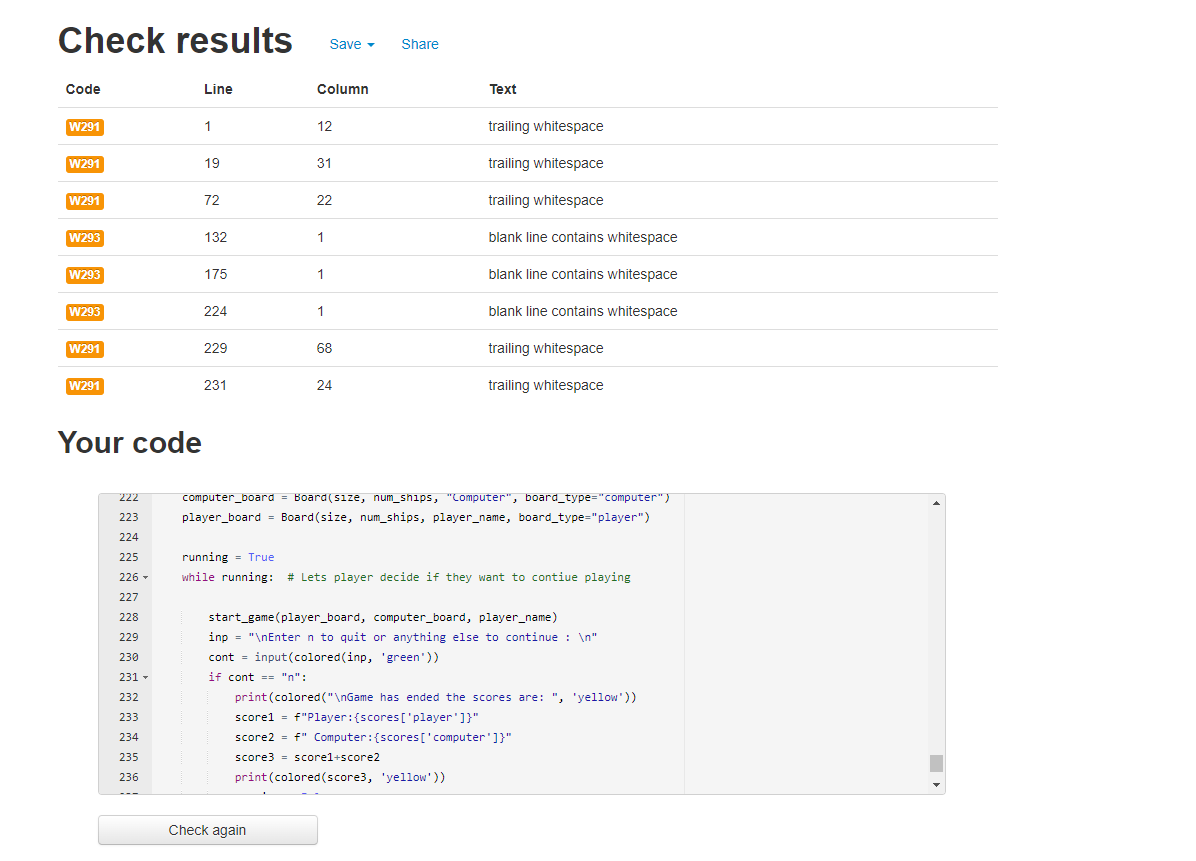 Check results Save Share
Code Line Column Text
W291 1 12 trailing whitespace
W291 19 31 trailing whitespace
W291 72 22 trailing whitespace
W293 132 1 blank line contains whitespace
W293 175 1 blank line contains whitespace
W293 224 1 blank line contains whitespace
W291 229 68 trailing whitespace
W291 231 24 trailing whitespace
Your code
222 computer_board = Board(size, num_ships, "Computer", board_type="computer")
223 player_board = Board(size, num_ships, player_name, board_type="player")
224
225 running = True
226 while running:  # Lets player decide if they want to contiue playing
227
228 start_game(player_board, computer_board, player_name)
229 inp = "\nEnter n to quit or anything else to continue : \n"
230 cont = input(colored(inp, 'green'))
231 if cont == "n":
232 print(colored("\nGame has ended the scores are: ", 'yellow'))
233 score1 = f"Player:{scores['player']}"
234 score2 = f" Computer:{scores['computer']}"
235 score3 = score1+score2
236 print(colored(score3, 'yellow'))
Check again